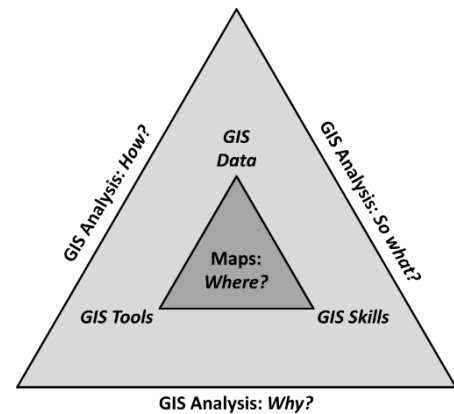 GIS Analysis: How?
GIS Analysis: So what?
GIS
Data
Maps:
Where?
GIS Tools
GIS Skills
GIS Analysis: Why?